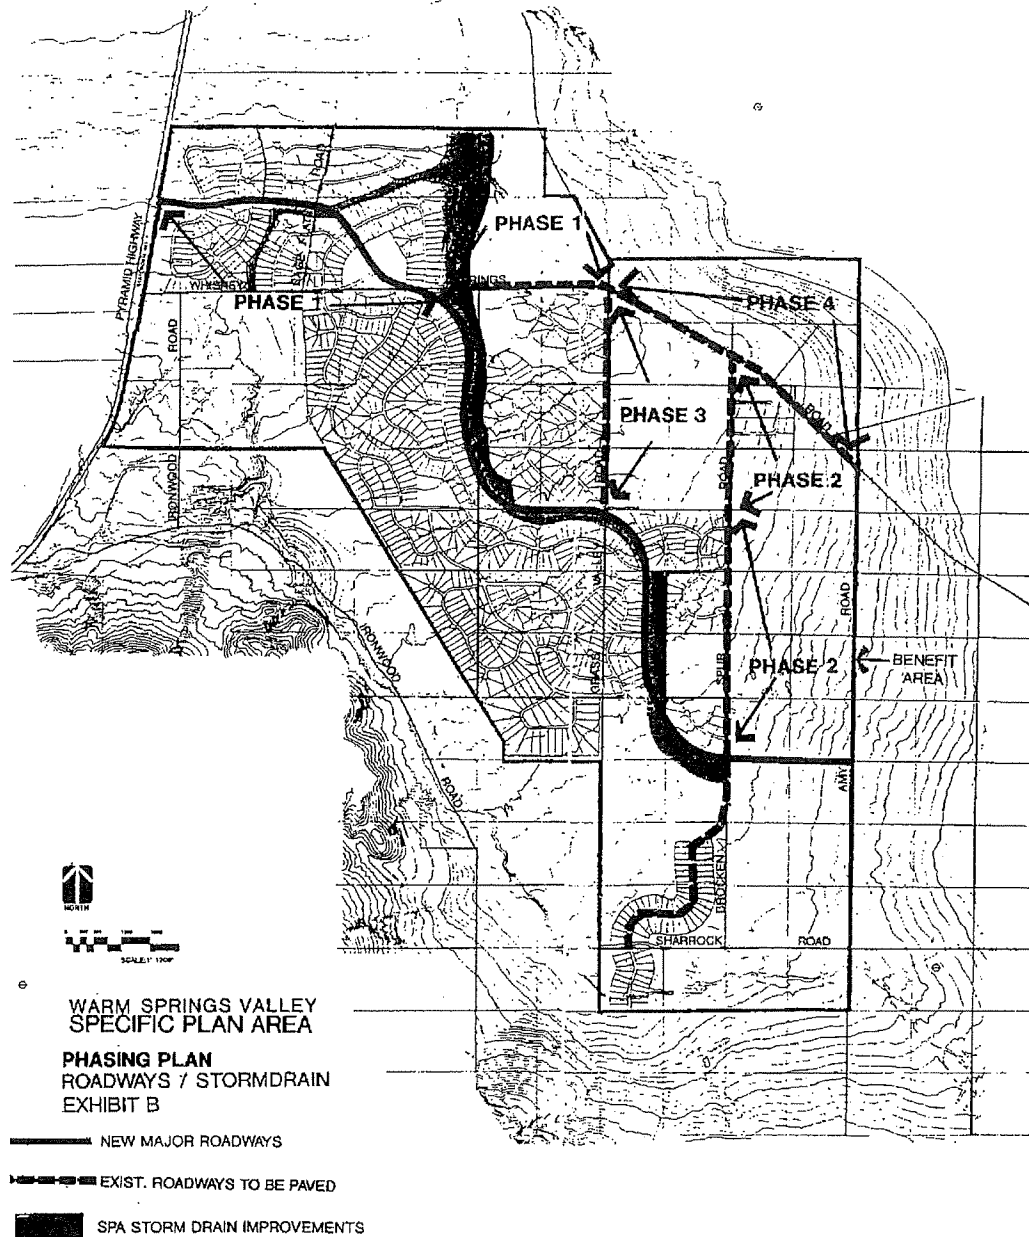 ROAD
PHASE 1
PYRAMID HIGHWAY
WHISKEY
PHASE 1
PHASE 4
ROAD
PHASE 3
ROAD
IRONWOOD
ROAD
ROAD
PHASE 2
IRONWOOD
ROAD
SPUR
ROAD
PHASE 2
BENEFIT
AREA
AMY
BROCKEN
SHARROCK
ROAD
NORTH
WARM SPRINGS VALLEY
SPECIFIC PLAN AREA
PHASING PLAN
ROADWAYS / STORMDRAIN
EXHIBIT B
NEW MAJOR ROADWAYS
EXIST. ROADWAYS TO BE PAVED
SPA STORM DRAIN IMPROVEMENTS